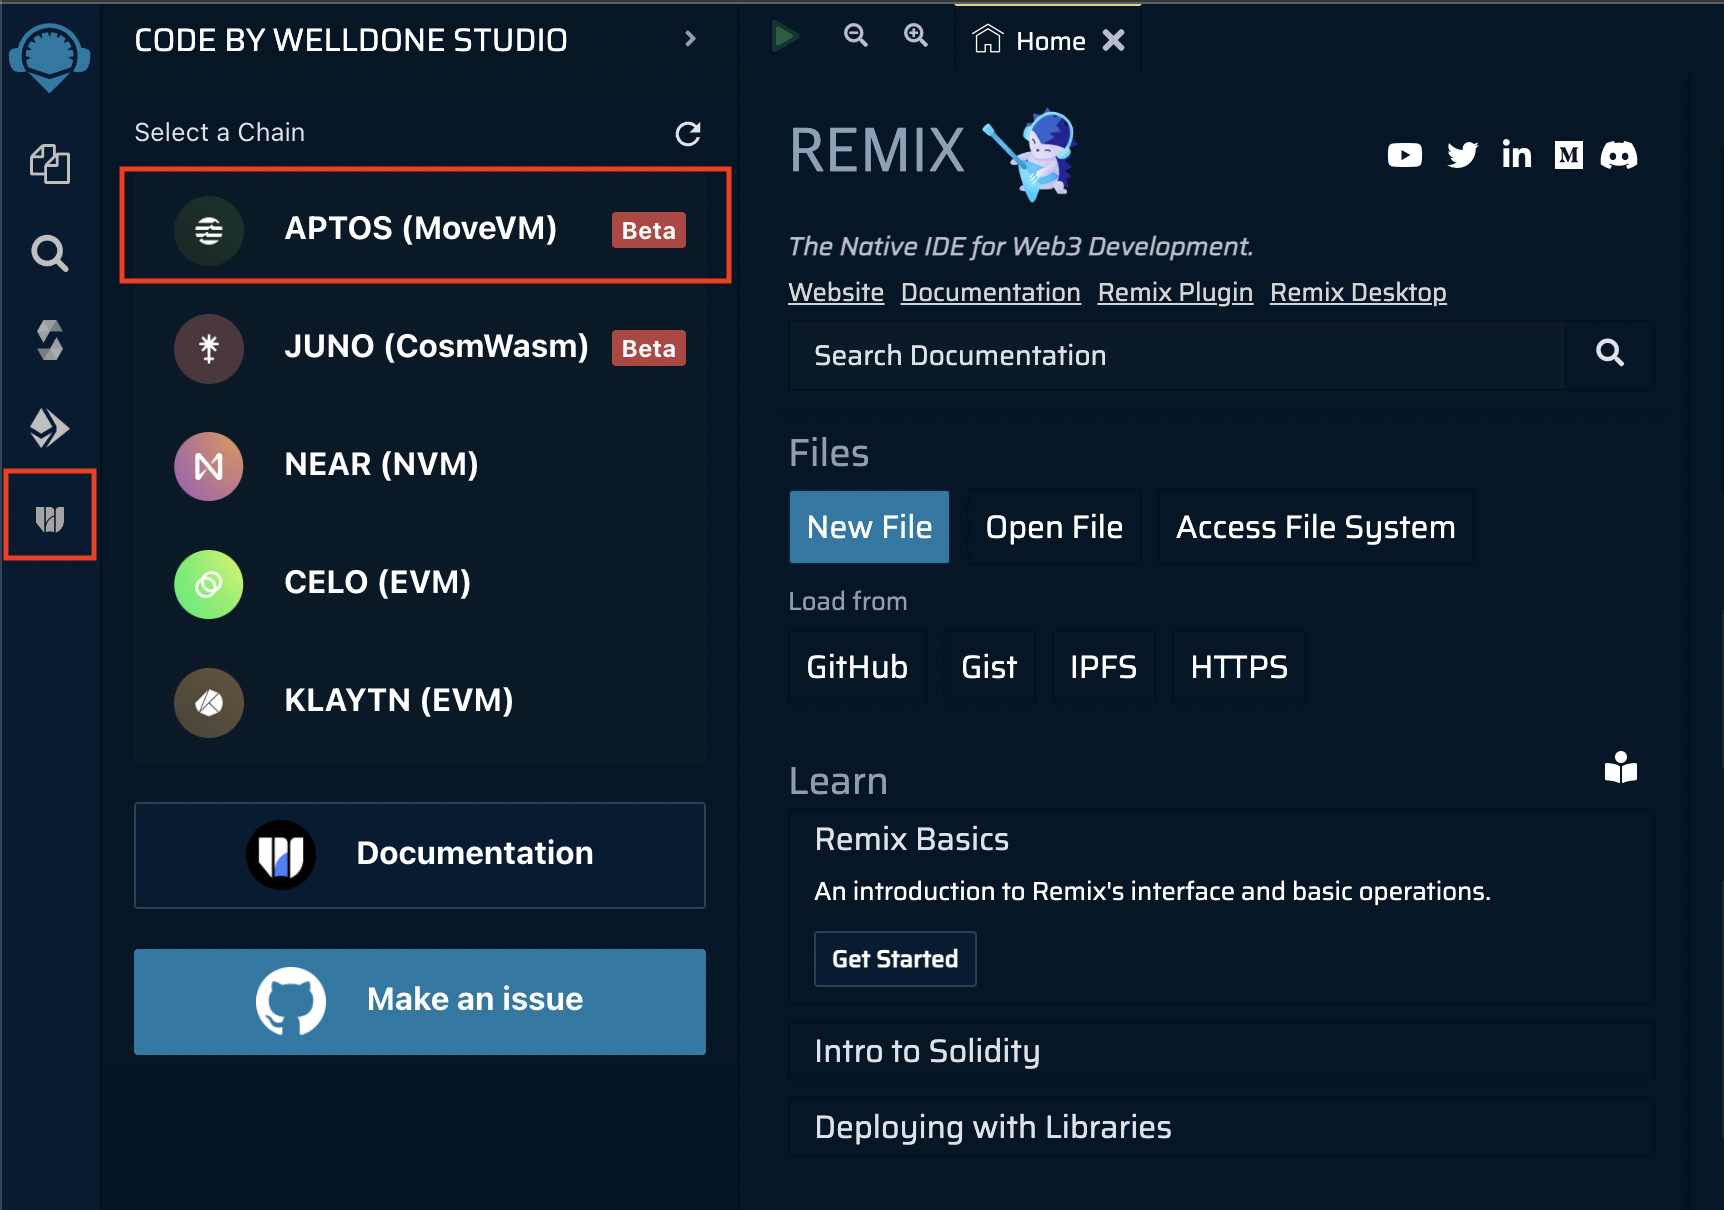 CODE BY WELLDONE STUDIO
Select a Chain
APTOS (MoveVM) Beta
JUNO (CosmWasm) Beta
NEAR (NVM)
CELO (EVM)
KLAYTN (EVM)
Documentation
Make an issue
Home
REMIX
The Native IDE for Web3 Development.
Website Documentation Remix Plugin Remix Desktop
Search Documentation
Files
New File Open File Access File System
Load from
GitHub Gist IPFS HTTPS
Learn
Remix Basics
An introduction to Remix's interface and basic operations.
Get Started
Intro to Solidity
Deploying with Libraries